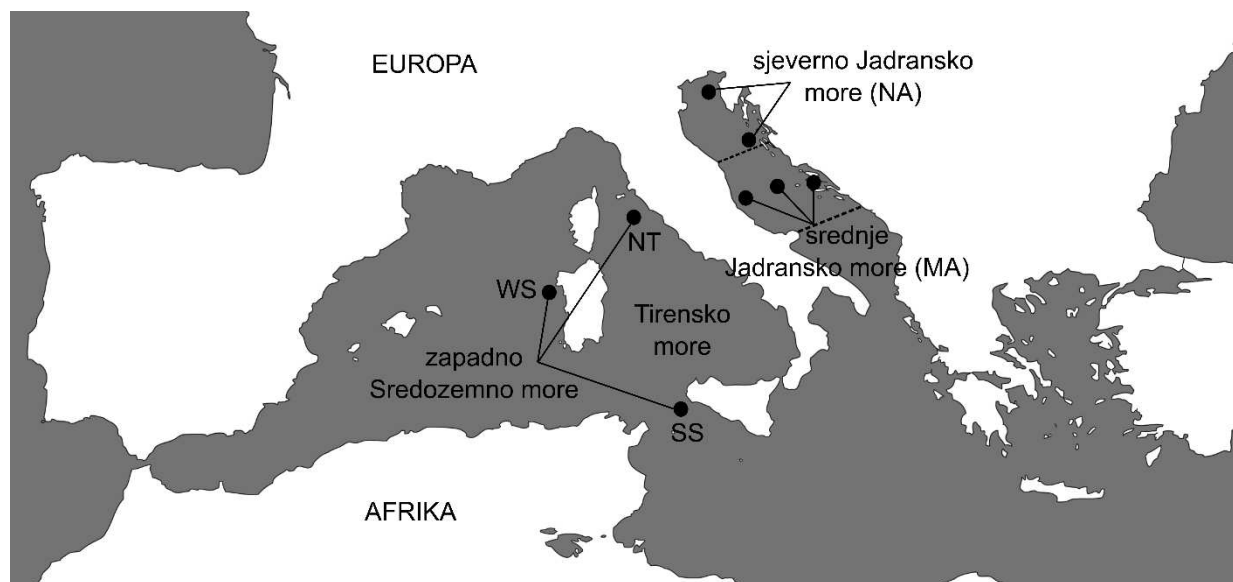 EUROPA
sjeverno Jadransko
more (NA)
NT
srednje
Jadransko more (MA)
WS
Tirensko
more
zapadno
Sredozemno more
SS
AFRIKA